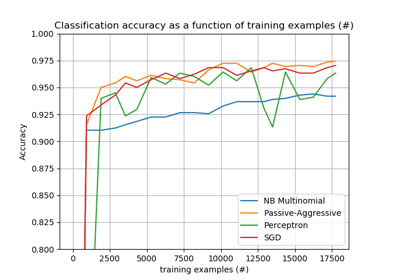 Classification accuracy as a function of training examples (#)
1.000
0.975
0.950
0.925
0.900
0.875
0.850
0.825
0.800
Accuracy
NB Multinomial
Passive-Aggressive
Perceptron
SGD
0 2500 5000 7500 10000 12500 15000 17500
training examples (#)